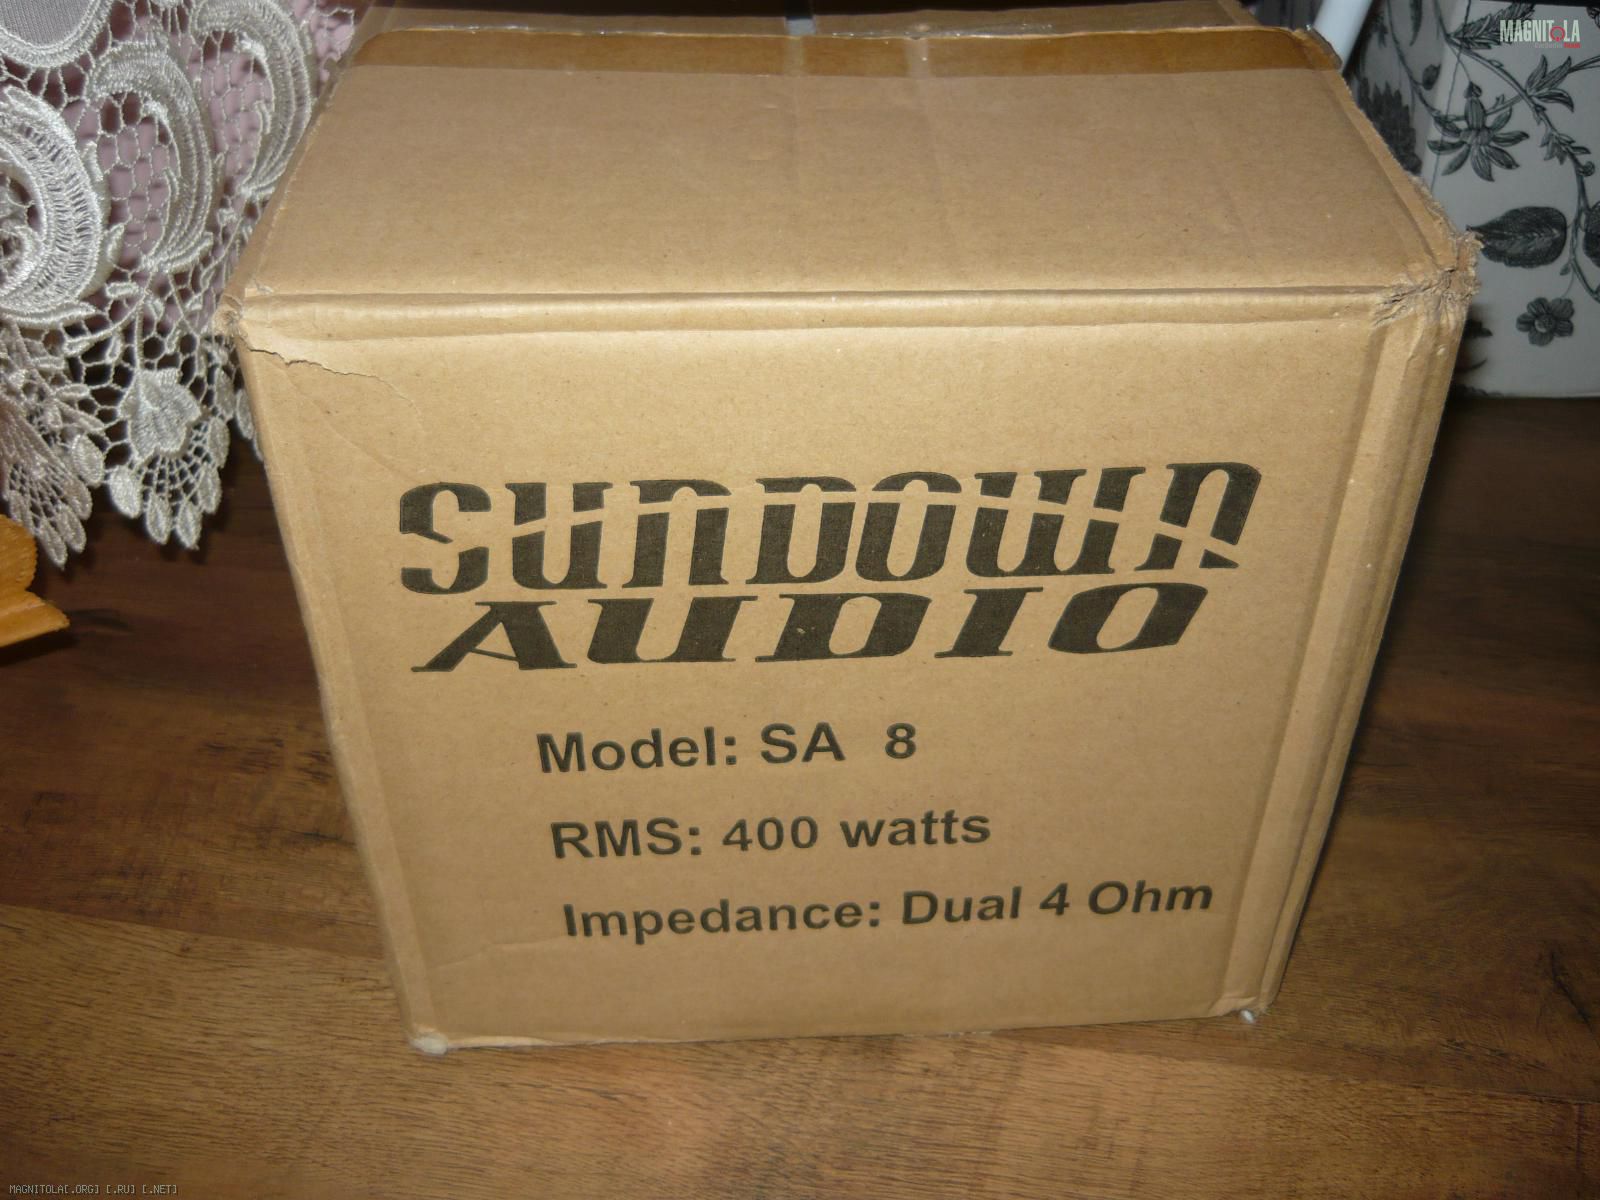 MAGNITOLA
SUNDOWN
AUDIO
Model: SA 8
RMS: 400 watts
Impedance: Dual 4 Ohm
MAGNITOLA[.ORG] [.RU] [.NET]